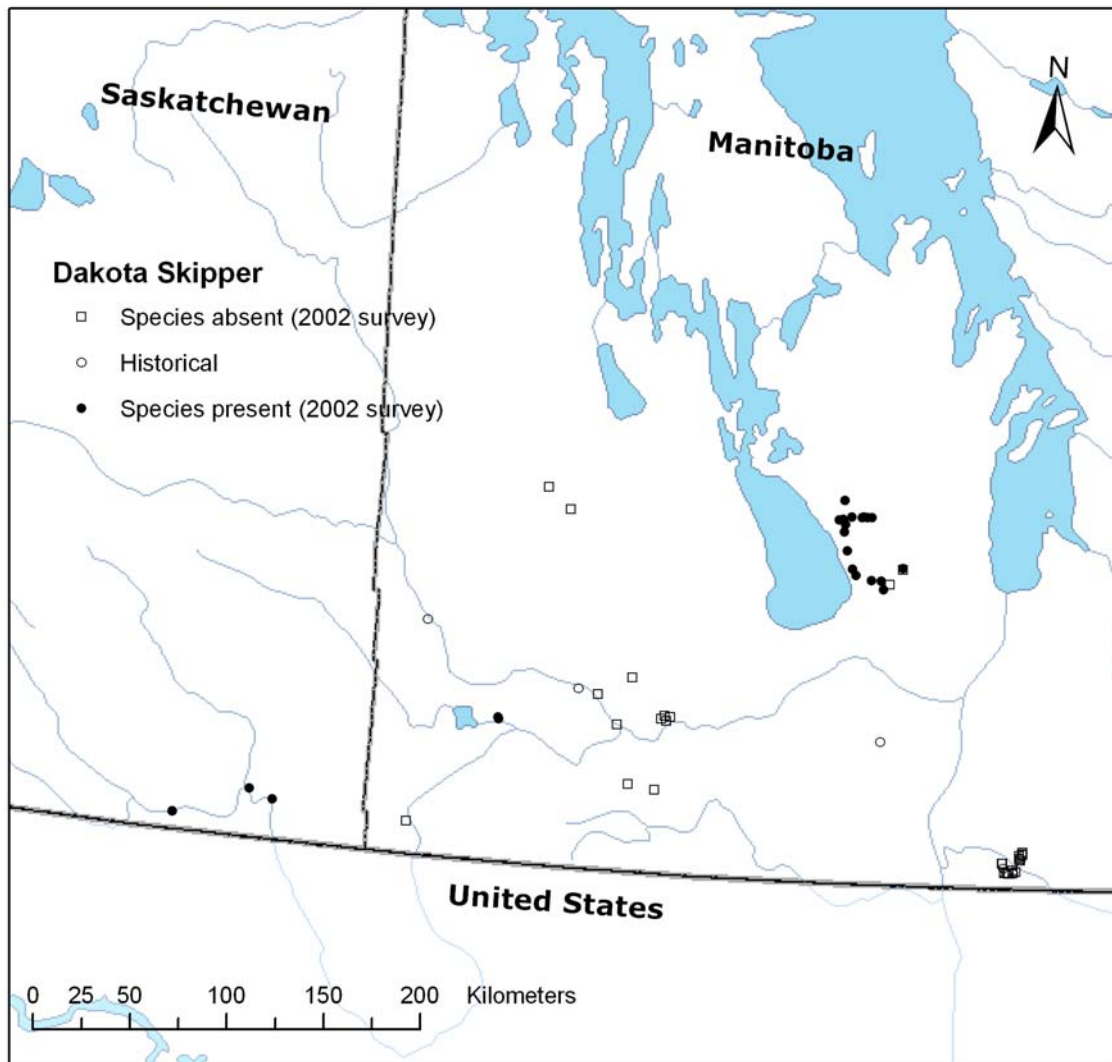 Saskatchewan
Manitoba
N
Dakota Skipper
Species absent (2002 survey)
Historical
Species present (2002 survey)
United States
0 25 50 100 150 200 Kilometers